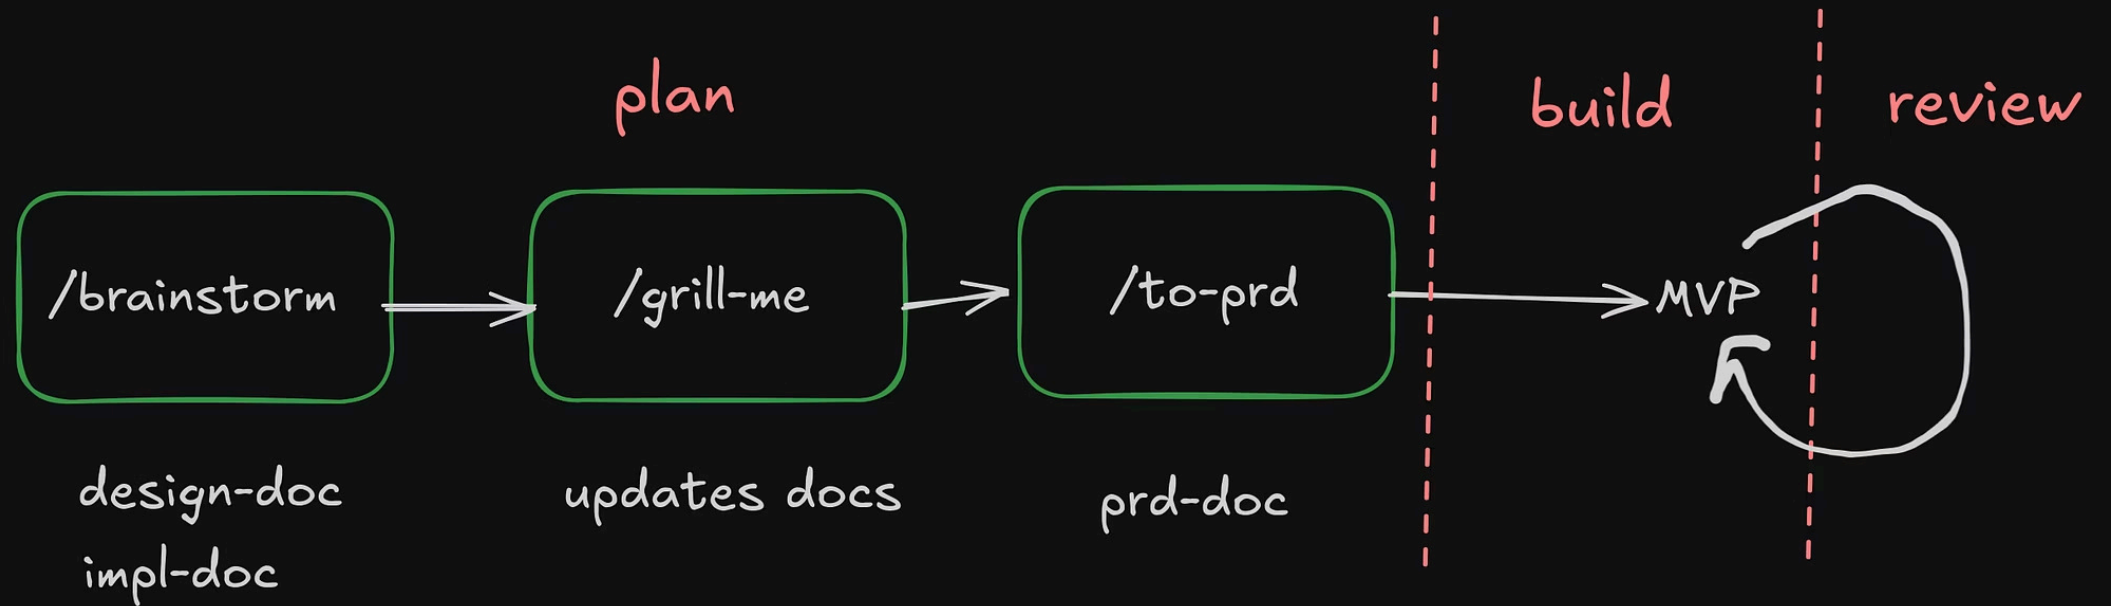 plan
build
review
/brainstorm
/grill-me
/to-prd
MVP
design-doc
impl-doc
updates docs
prd-doc